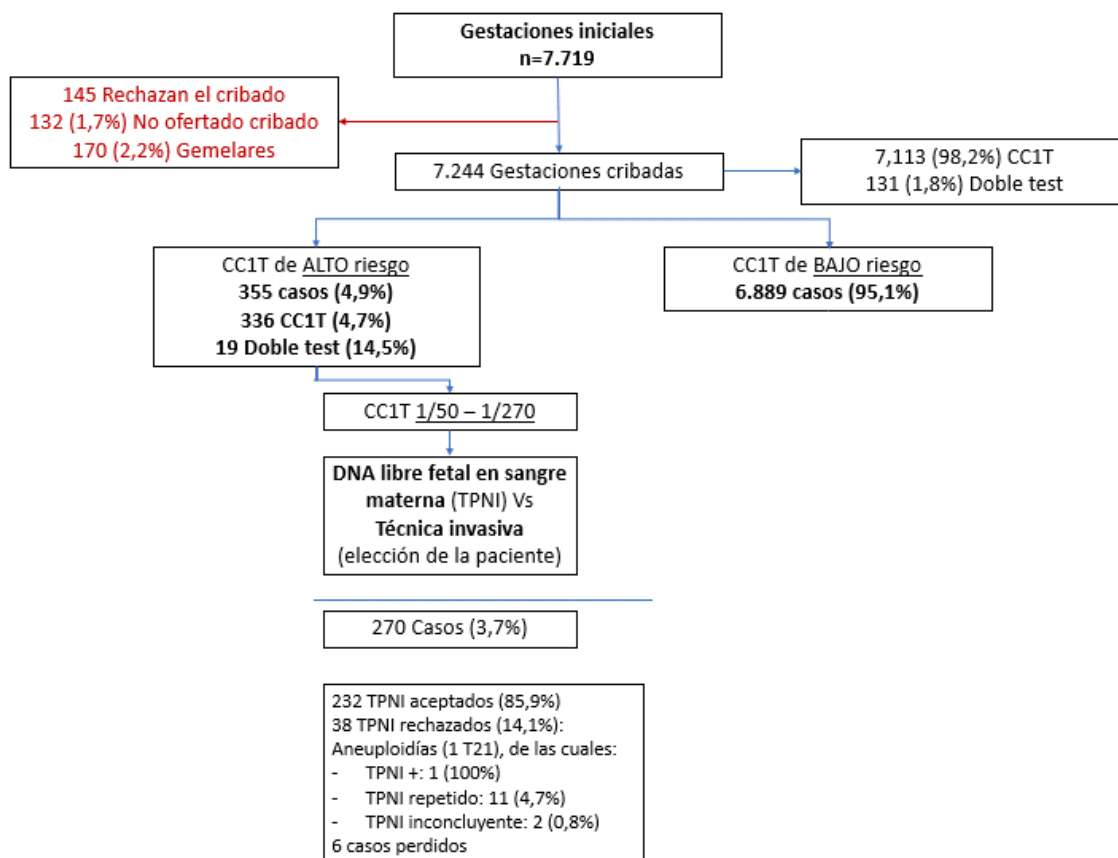 Gestaciones iniciales
n=7.719
145 Rechazan el cribado
132 (1,7%) No ofertado cribado
170 (2,2%) Gemelares
7.244 Gestaciones cribadas
7,113 (98,2%) CC1T
131 (1,8%) Doble test
CC1T de ALTO riesgo
355 casos (4,9%)
336 CC1T (4,7%)
19 Doble test (14,5%)
CC1T de BAJO riesgo
6.889 casos (95,1%)
CC1T 1/50 – 1/270
DNA libre fetal en sangre
materna (TPNI) Vs
Técnica invasiva
(elección de la paciente)
270 Casos (3,7%)
232 TPNI aceptados (85,9%)
38 TPNI rechazados (14,1%):
Aneuploidías (1 T21), de las cuales:
- TPNI +: 1 (100%)
- TPNI repetido: 11 (4,7%)
- TPNI inconcluyente: 2 (0,8%)
6 casos perdidos